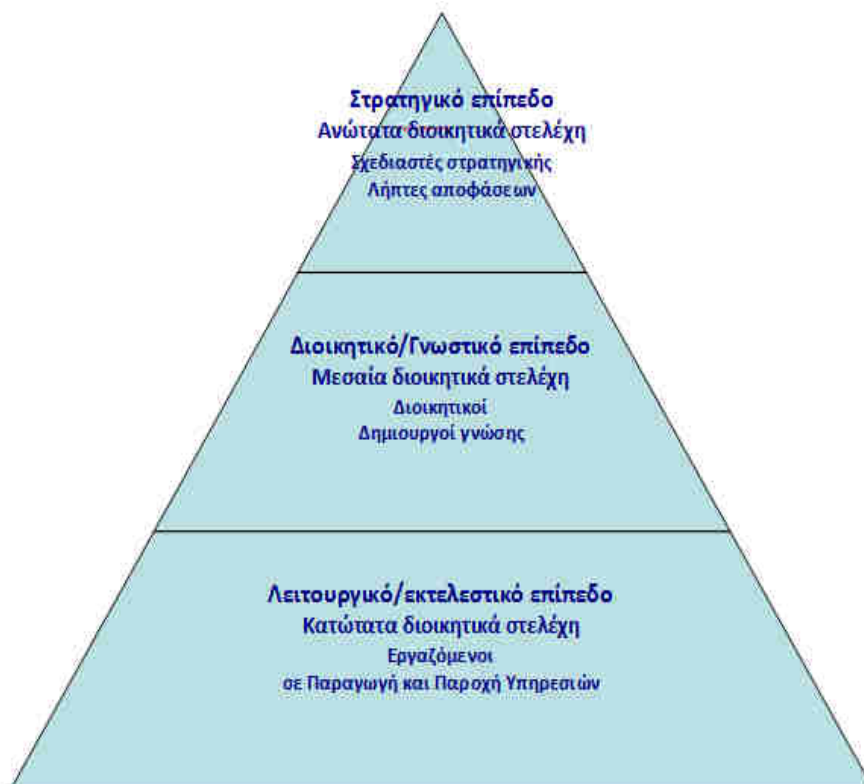 Στρατηγικό επίπεδο
Ανώτατα διοικητικά στελέχη
Σχεδιαστές στρατηγικής
Λήπτες αποφάσεων
Διοικητικό/Γνωστικό επίπεδο
Μεσαία διοικητικά στελέχη
Διοικητικοί
Δημιουργοί γνώσης
Λειτουργικό/εκτελεστικό επίπεδο
Κατώτατα διοικητικά στελέχη
Εργαζόμενοι
σε Παραγωγή και Παροχή Υπηρεσιών